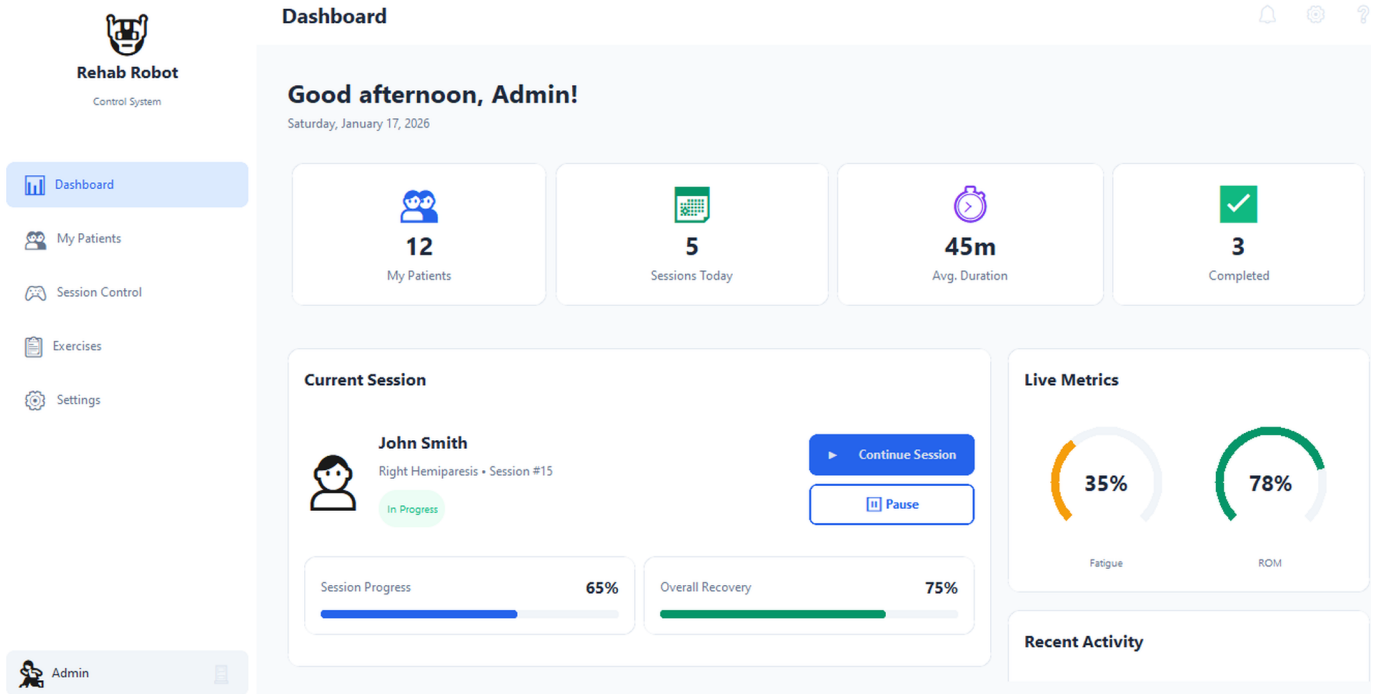 Rehab Robot
Control System
Dashboard
My Patients
Session Control
Exercises
Settings
Admin
Dashboard
Good afternoon, Admin!
Saturday, January 17, 2026
12
My Patients
5
Sessions Today
45m
Avg. Duration
3
Completed
Current Session
John Smith
Right Hemiparesis • Session #15
In Progress
Continue Session
Pause
Session Progress 65%
Overall Recovery 75%
Live Metrics
35%
Fatigue
78%
ROM
Recent Activity